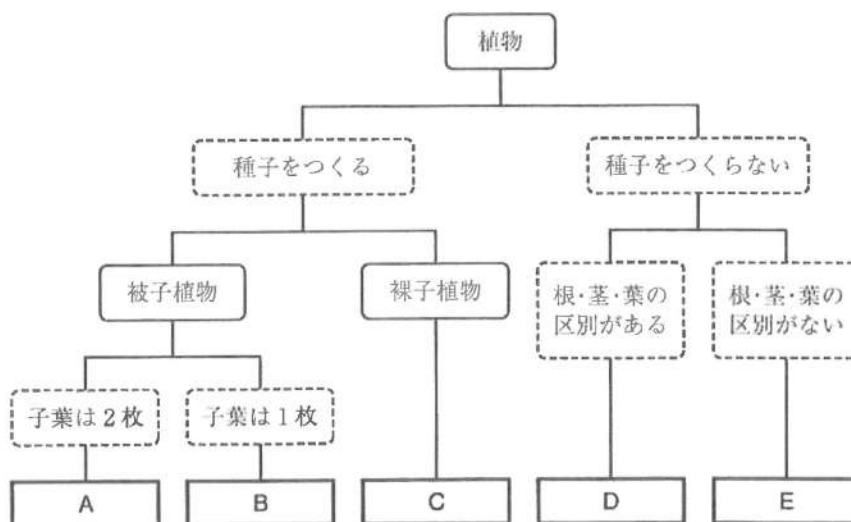 植物
種子をつくる
種子をつくらない
被子植物
裸子植物
根・茎・葉の
区別がある
根・茎・葉の
区別がない
子葉は2枚
子葉は1枚
A
B
C
D
E